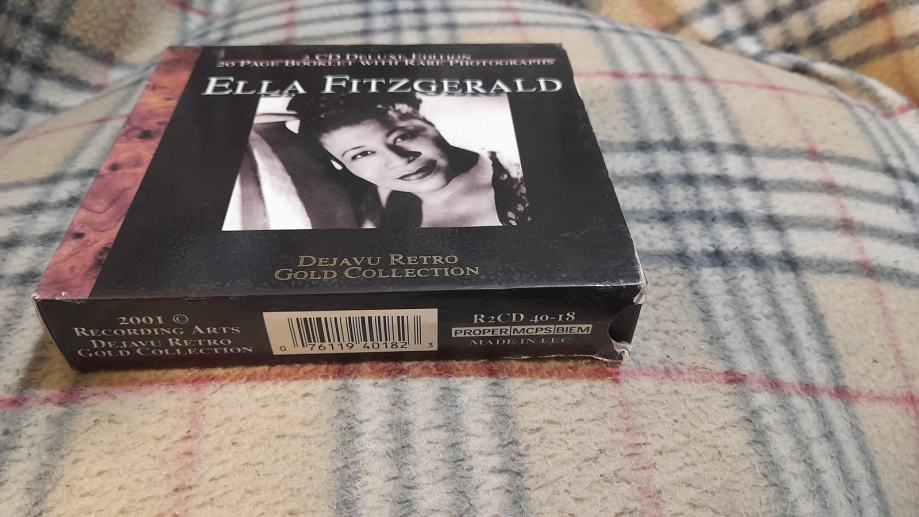 2 CD Deluxe Edition
20 Page Booklet with Rare Photographs
Ella Fitzgerald
Dejavu Retro
Gold Collection
2001 ©
Recording Arts
Dejavu Retro
Gold Collection
0 76119 40182 3
R2CD 40-18
PROPER MCPS BIEM
Made in EEC